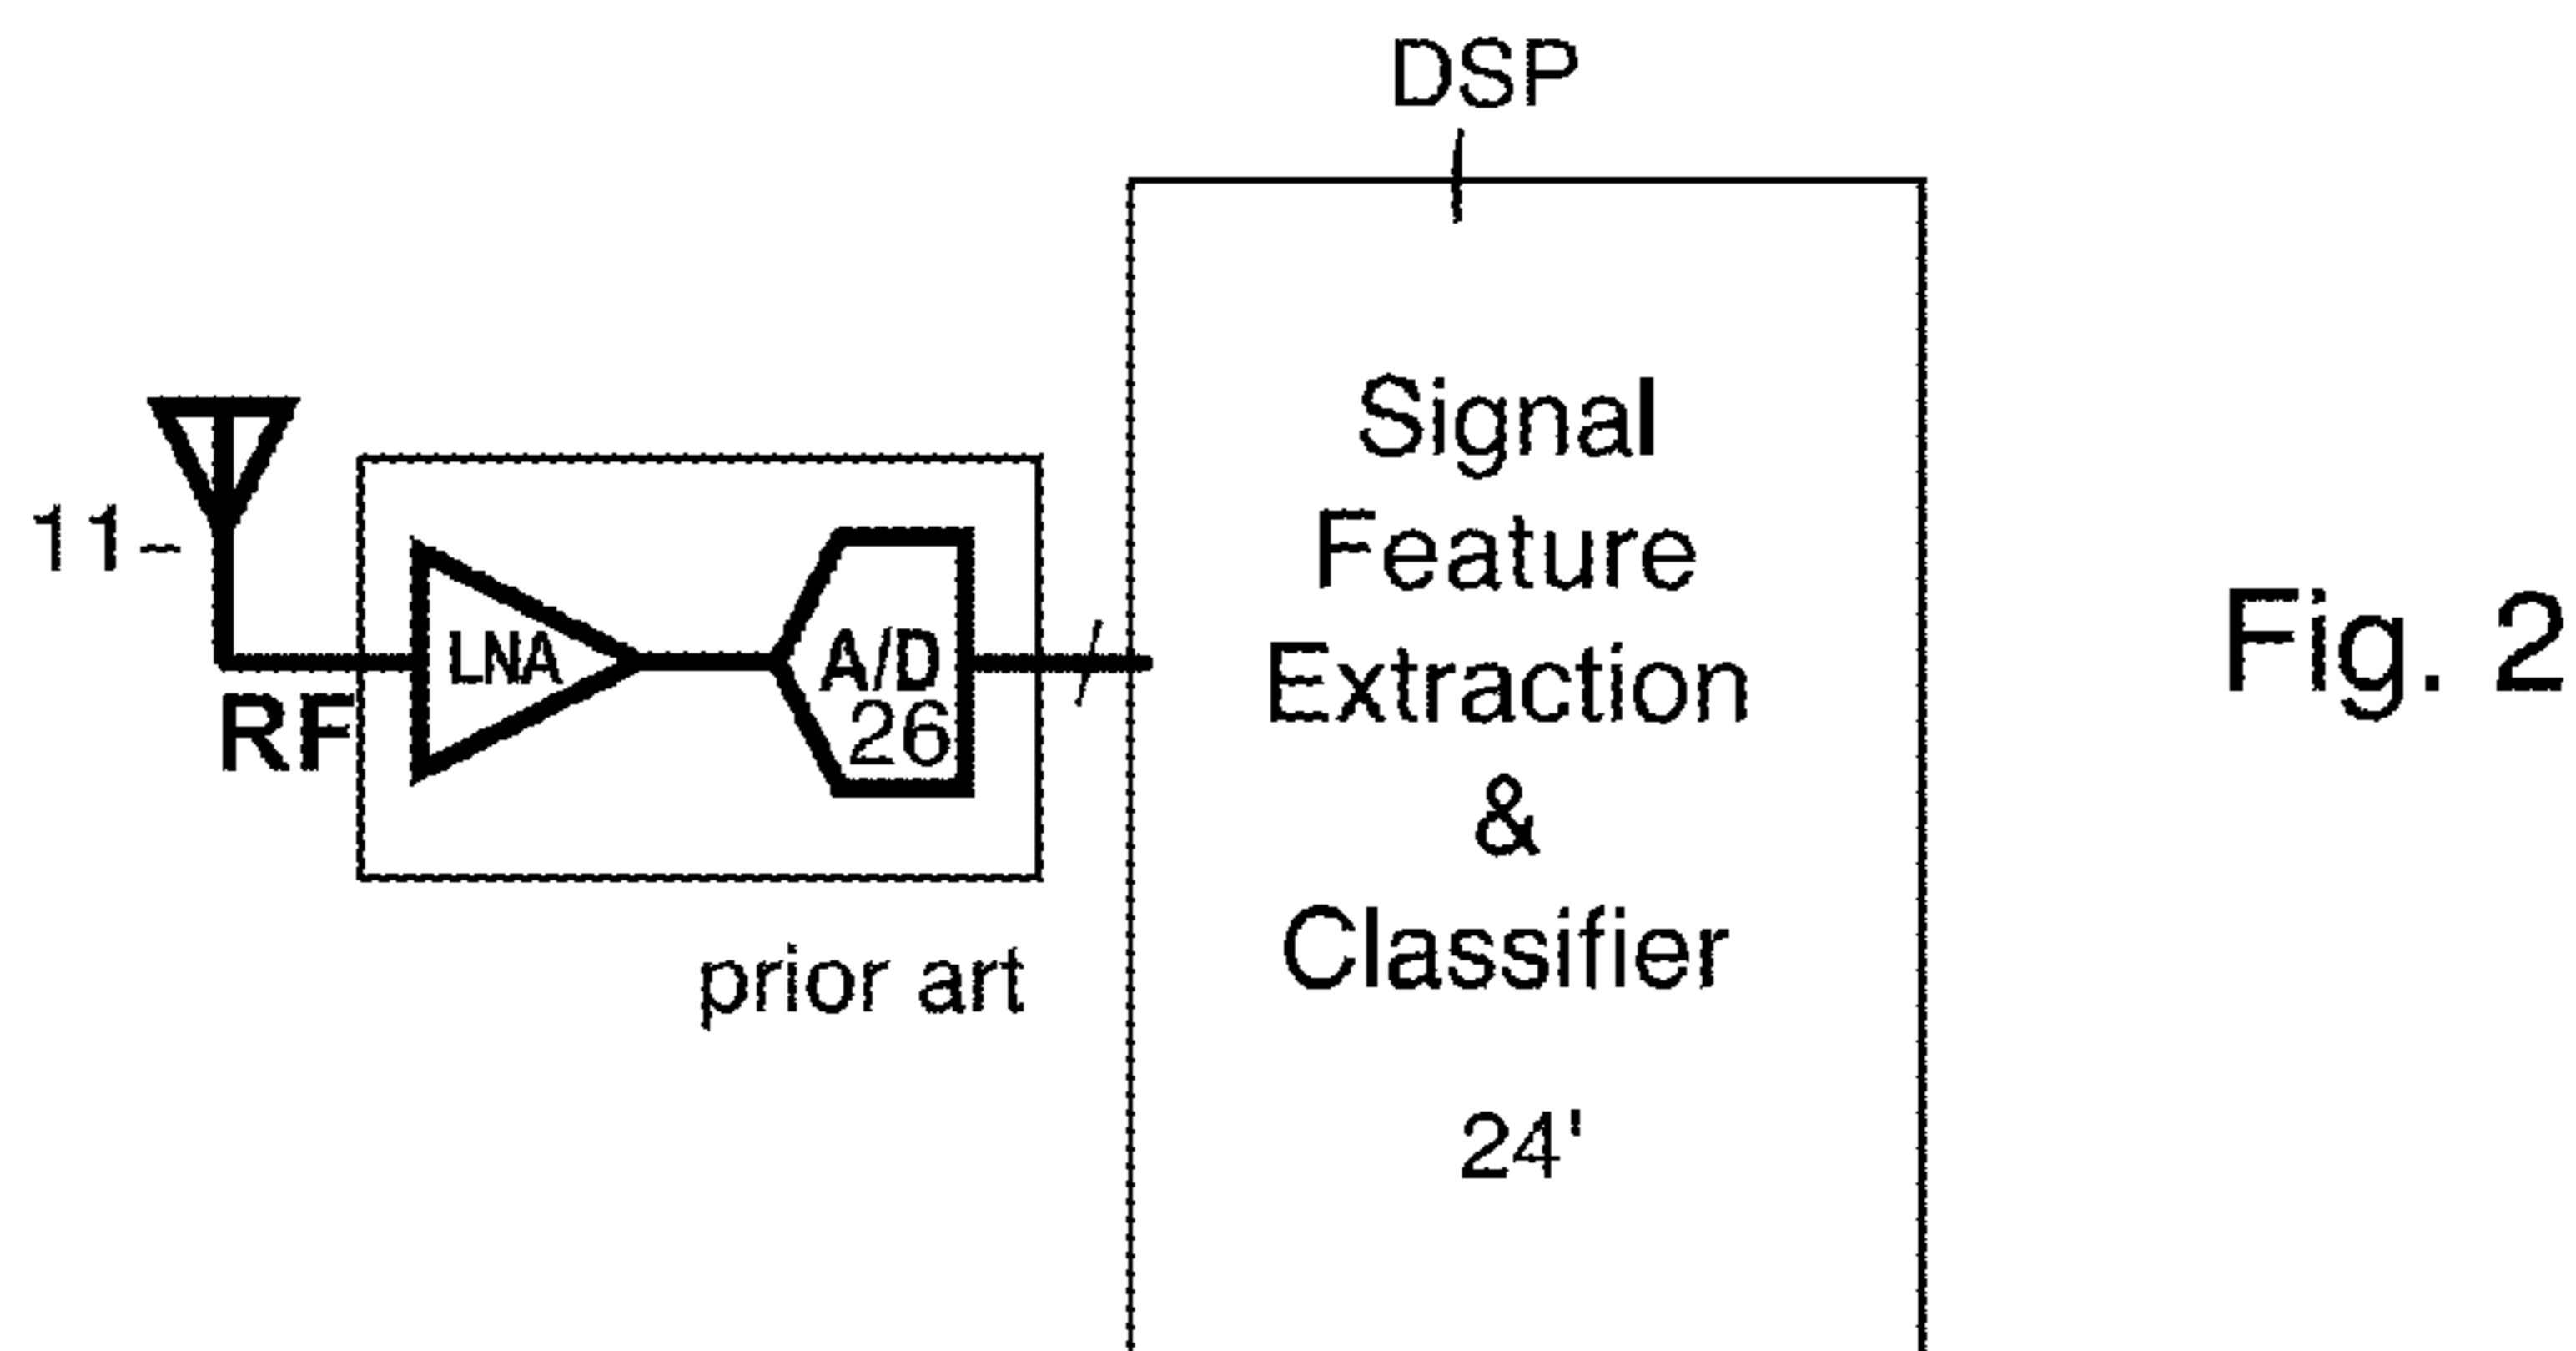 DSP
11
RF
LNA
A/D
26
prior art
Signal
Feature
Extraction
&
Classifier
24'
Fig. 2